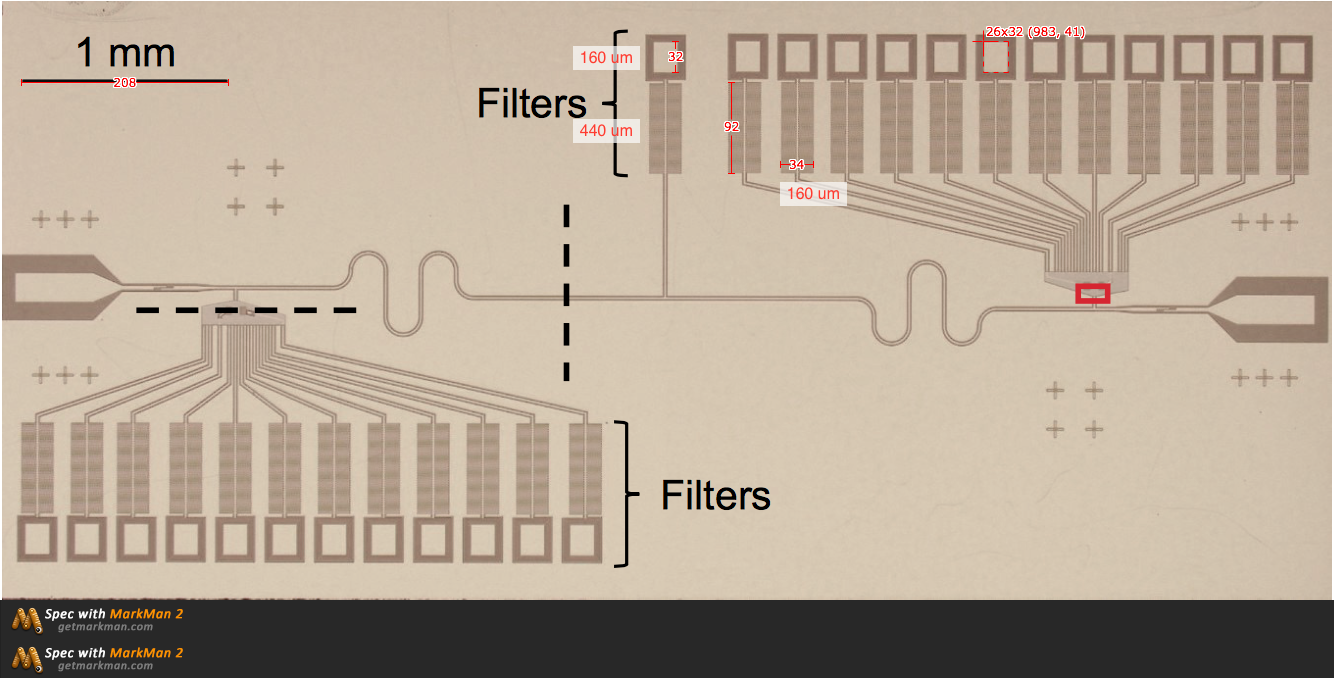 1 mm
208
160 um
32
Filters
440 um
26x32 (983, 41)
92
34
160 um
Filters
Spec with MarkMan 2
getmarkman.com
Spec with MarkMan 2
getmarkman.com